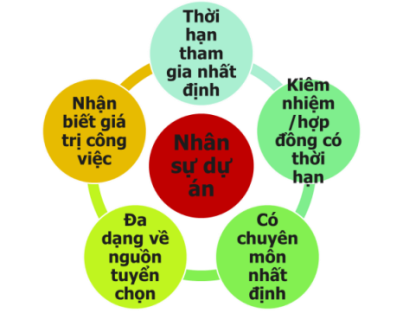 Thời
hạn
tham
gia nhất
định
Kiêm
nhiệm
/hợp
đồng có
thời
hạn
Có
chuyên
môn
nhất
định
Đa
dạng về
nguồn
tuyển
chọn
Nhận
biết giá
trị công
việc
Nhân
sự dự
án